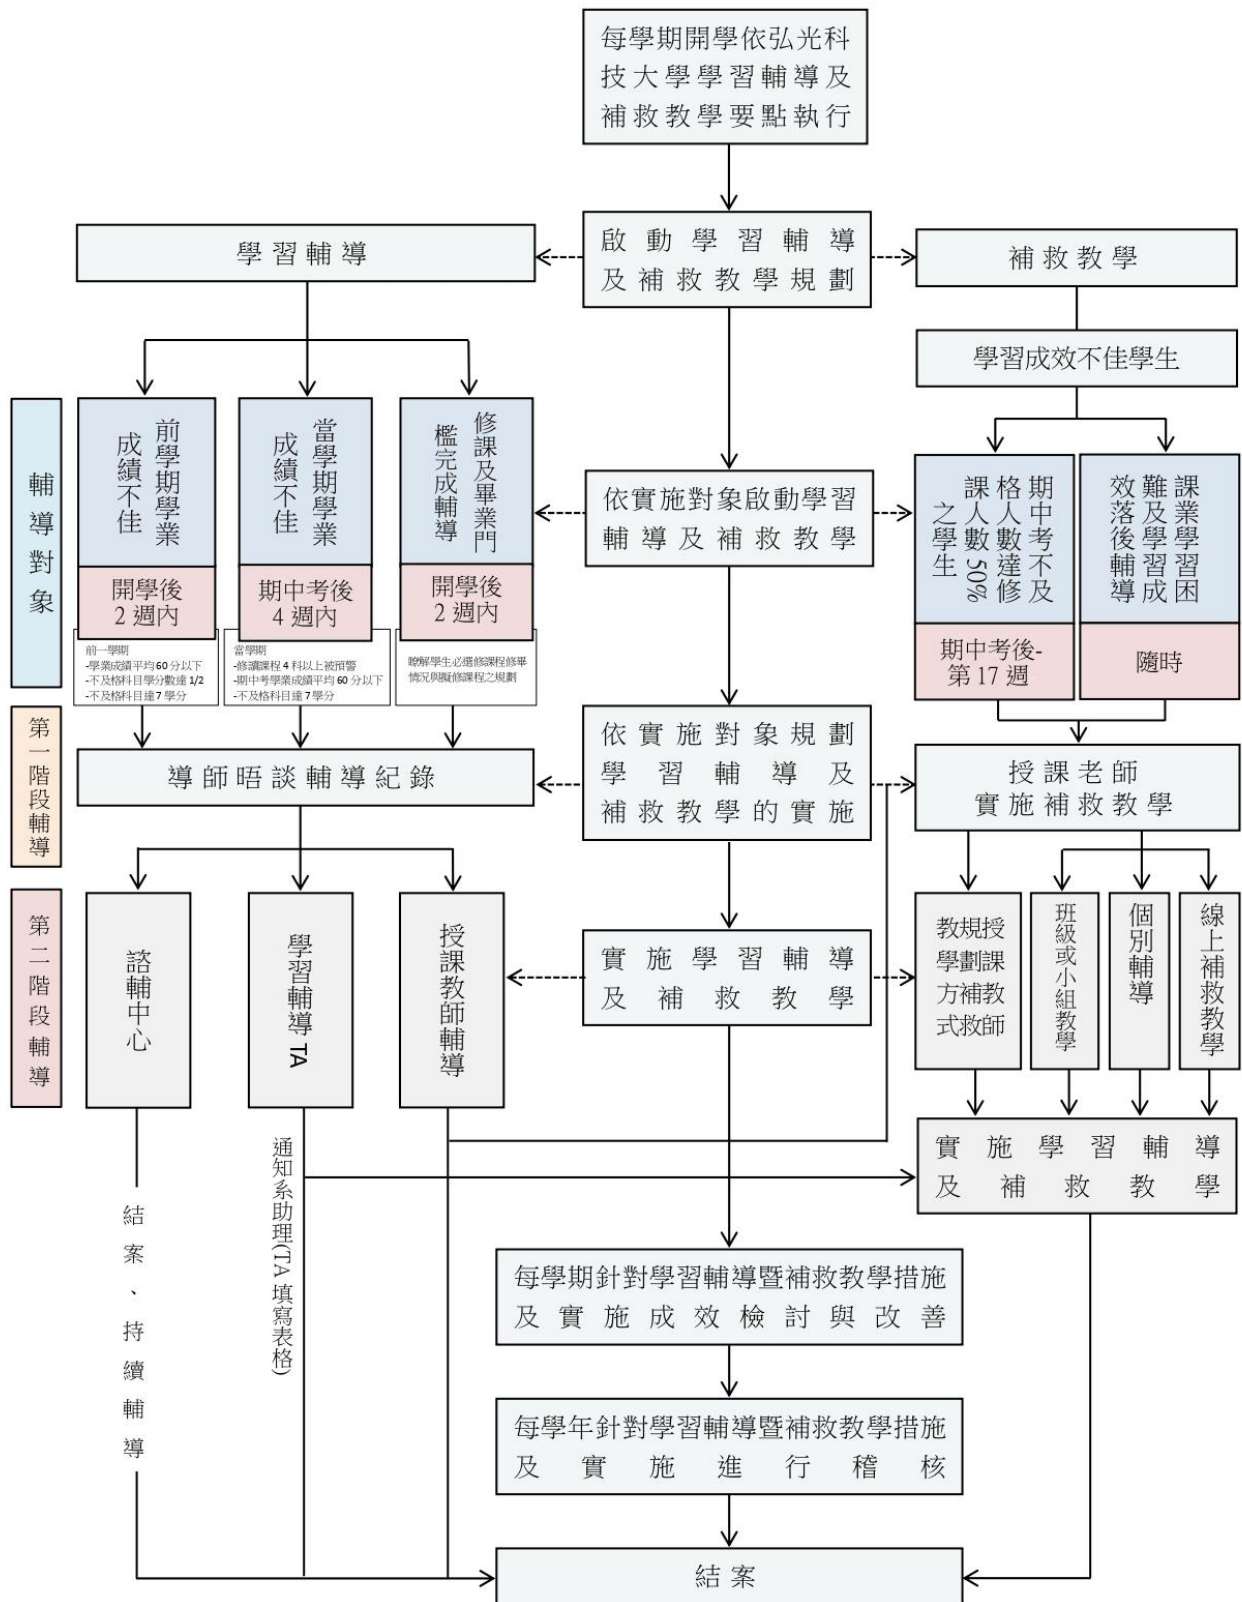 每學期開學依弘光科
技大學學習輔導及
補救教學要點執行
學習輔導
啟動學習輔導
及補救教學規劃
補救教學
學習成效不佳學生
輔導對象
前學期學業
成績不佳
開學後
2 週內
前一學期
-學業成績平均 60 分以下
-不及格科目學分數達 1/2
-不及格科目達 7 學分
當學期學業
成績不佳
期中考後
4 週內
當學期
-修讀課程 4 科以上被預警
-期中考學業成績平均 60 分以下
-不及格科目達 7 學分
修課及畢業門
檻完成輔導
開學後
2 週內
瞭解學生必選修課程修畢
情況與擬修課程之規劃
依實施對象啟動學習
輔導及補救教學
期中考不及
格人數達修
課人數 50%
之學生
期中考後-
第 17 週
課業學習困
難及學習成
效落後輔導
隨時
第一階段輔導
導師晤談輔導紀錄
依實施對象規劃
學習輔導及
補救教學的實施
授課老師
實施補救教學
第二階段輔導
諮輔中心
學習輔導 TA
授課教師輔導
實施學習輔導
及補救教學
授課教師
規劃補救
教學方式
班級或小組教學
個別輔導
線上補救教學
實施學習輔導
及補救教學
結案、持續輔導
通知系助理(TA 填寫表格)
每學期針對學習輔導暨補救教學措施
及實施成效檢討與改善
每學年針對學習輔導暨補救教學措施
及實施進行稽核
結案